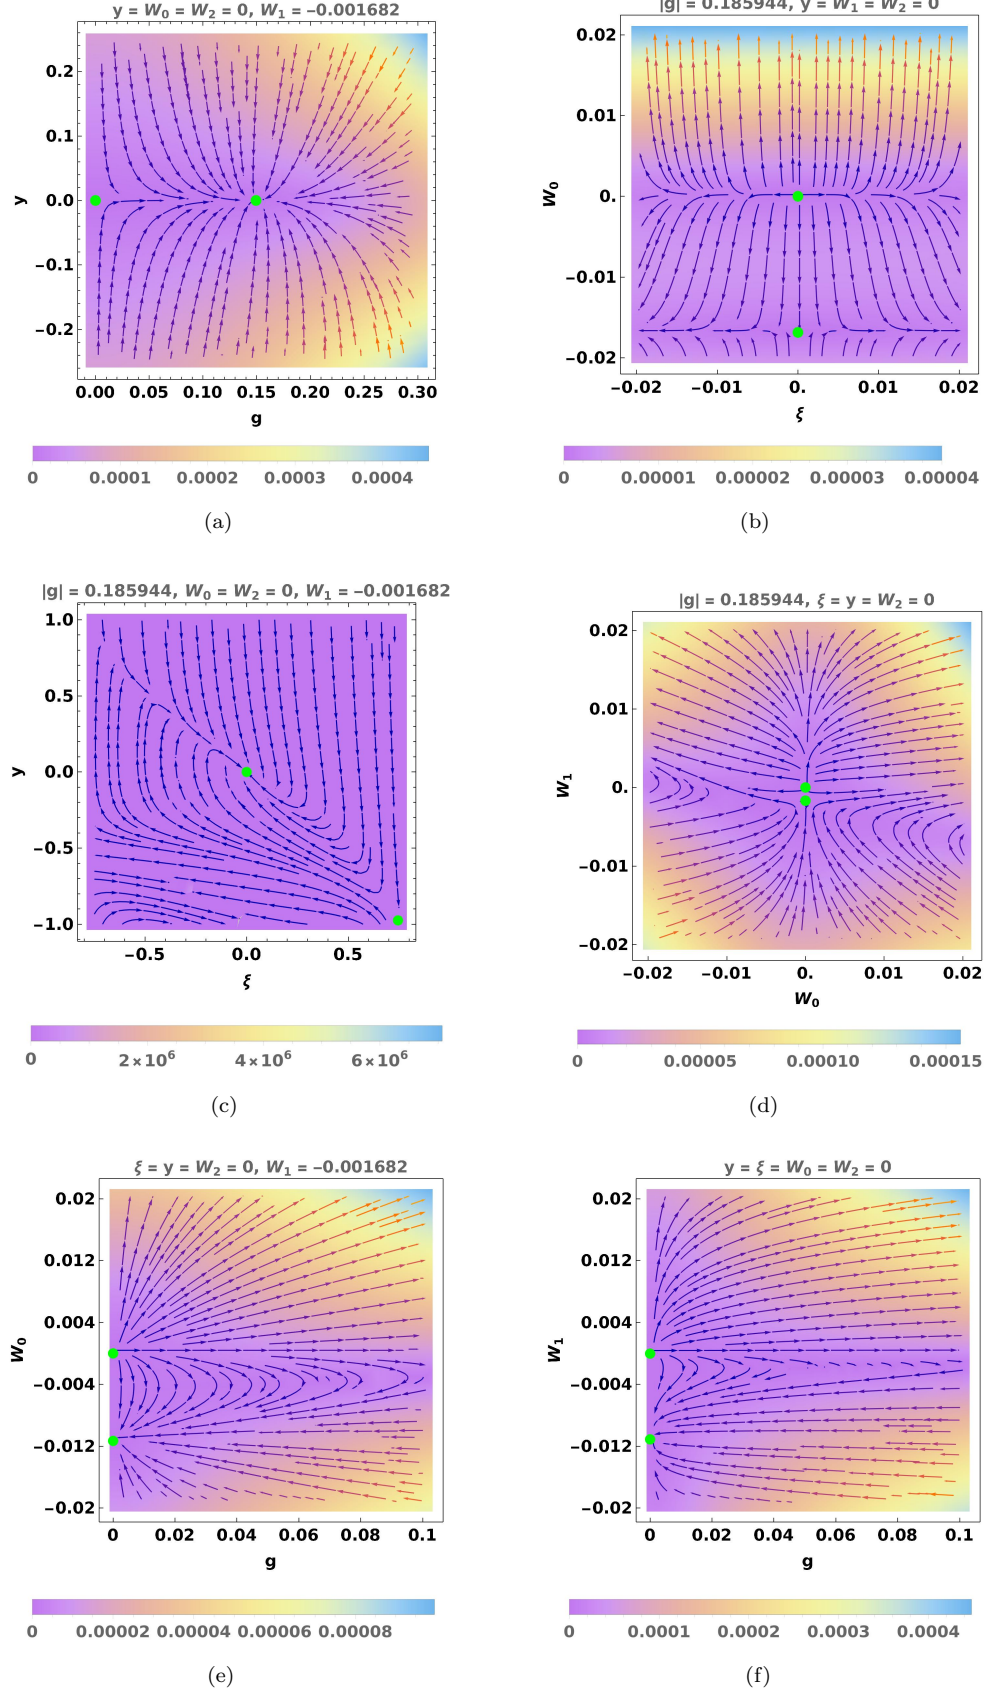 y = W₀ = W₂ = 0, W₁ = −0.001682
y
0.2
0.1
0.0
−0.1
−0.2
0.00 0.05 0.10 0.15 0.20 0.25 0.30
g
0 0.0001 0.0002 0.0003 0.0004
(a)
|g| = 0.185944, y = W₁ = W₂ = 0
W₀
0.02
0.01
0.
−0.01
−0.02
−0.02 −0.01 0. 0.01 0.02
ξ
0 0.00001 0.00002 0.00003 0.00004
(b)
|g| = 0.185944, W₀ = W₂ = 0, W₁ = −0.001682
y
1.0
0.5
0.0
−0.5
−1.0
−0.5 0.0 0.5
ξ
0 2×10⁶ 4×10⁶ 6×10⁶
(c)
|g| = 0.185944, ξ = y = W₂ = 0
W₁
0.02
0.01
0.
−0.01
−0.02
−0.02 −0.01 0. 0.01 0.02
W₀
0 0.00005 0.00010 0.00015
(d)
ξ = y = W₂ = 0, W₁ = −0.001682
W₀
0.02
0.012
0.004
−0.004
−0.012
−0.02
0 0.02 0.04 0.06 0.08 0.1
g
0 0.00002 0.00004 0.00006 0.00008
(e)
y = ξ = W₀ = W₂ = 0
W₁
0.02
0.012
0.004
−0.004
−0.012
−0.02
0 0.02 0.04 0.06 0.08 0.1
g
0 0.0001 0.0002 0.0003 0.0004
(f)